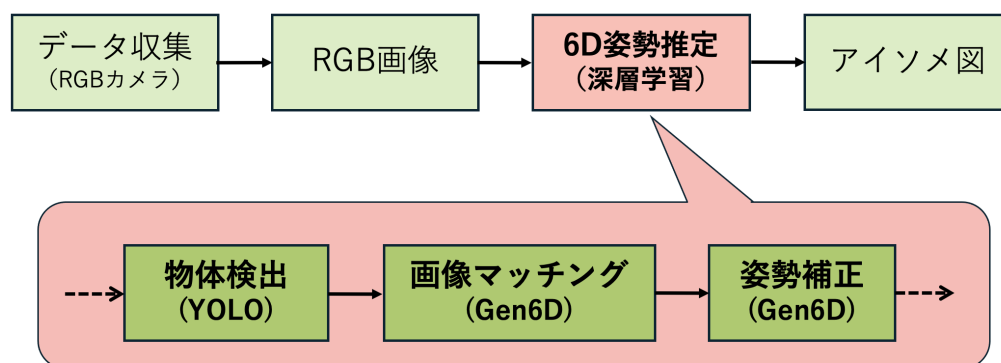 データ収集
(RGBカメラ)
RGB画像
6D姿勢推定
(深層学習)
アイソメ図
物体検出
(YOLO)
画像マッチング
(Gen6D)
姿勢補正
(Gen6D)